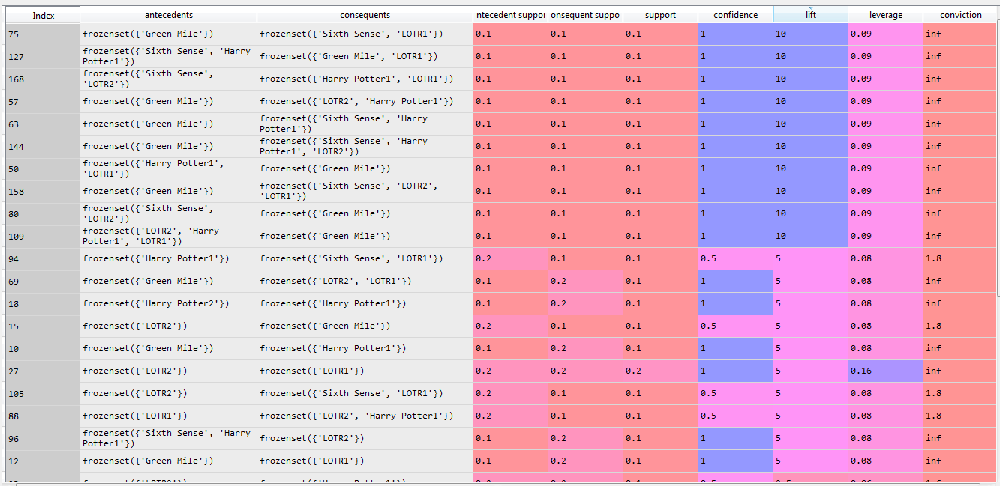 Index antecedents consequents ntecedent suppor onsequent suppo support confidence lift leverage conviction
75 frozenset({'Green Mile'}) frozenset({'Sixth Sense', 'LOTR1'}) 0.1 0.1 0.1 1 10 0.09 inf
127 frozenset({'Sixth Sense', 'Harry
Potter1'}) frozenset({'Green Mile', 'LOTR1'}) 0.1 0.1 0.1 1 10 0.09 inf
168 frozenset({'Sixth Sense',
'LOTR2'}) frozenset({'Harry Potter1', 'LOTR1'}) 0.1 0.1 0.1 1 10 0.09 inf
57 frozenset({'Green Mile'}) frozenset({'LOTR2', 'Harry Potter1'}) 0.1 0.1 0.1 1 10 0.09 inf
63 frozenset({'Green Mile'}) frozenset({'Sixth Sense', 'Harry
Potter1'}) 0.1 0.1 0.1 1 10 0.09 inf
144 frozenset({'Green Mile'}) frozenset({'Sixth Sense', 'Harry
Potter1', 'LOTR2'}) 0.1 0.1 0.1 1 10 0.09 inf
50 frozenset({'Harry Potter1',
'LOTR1'}) frozenset({'Green Mile'}) 0.1 0.1 0.1 1 10 0.09 inf
158 frozenset({'Green Mile'}) frozenset({'Sixth Sense', 'LOTR2',
'LOTR1'}) 0.1 0.1 0.1 1 10 0.09 inf
80 frozenset({'Sixth Sense',
'LOTR2'}) frozenset({'Green Mile'}) 0.1 0.1 0.1 1 10 0.09 inf
109 frozenset({'LOTR2', 'Harry
Potter1', 'LOTR1'}) frozenset({'Green Mile'}) 0.1 0.1 0.1 1 10 0.09 inf
94 frozenset({'Harry Potter1'}) frozenset({'Sixth Sense', 'LOTR1'}) 0.2 0.1 0.1 0.5 5 0.08 1.8
69 frozenset({'Green Mile'}) frozenset({'LOTR2', 'LOTR1'}) 0.1 0.2 0.1 1 5 0.08 inf
18 frozenset({'Harry Potter2'}) frozenset({'Harry Potter1'}) 0.1 0.2 0.1 1 5 0.08 inf
15 frozenset({'LOTR2'}) frozenset({'Green Mile'}) 0.2 0.1 0.1 0.5 5 0.08 1.8
10 frozenset({'Green Mile'}) frozenset({'Harry Potter1'}) 0.1 0.2 0.1 1 5 0.08 inf
27 frozenset({'LOTR2'}) frozenset({'LOTR1'}) 0.2 0.2 0.2 1 5 0.16 inf
105 frozenset({'LOTR2'}) frozenset({'Sixth Sense', 'LOTR1'}) 0.2 0.1 0.1 0.5 5 0.08 1.8
88 frozenset({'LOTR1'}) frozenset({'LOTR2', 'Harry Potter1'}) 0.2 0.1 0.1 0.5 5 0.08 1.8
96 frozenset({'Sixth Sense', 'Harry
Potter1'}) frozenset({'LOTR2'}) 0.1 0.2 0.1 1 5 0.08 inf
12 frozenset({'Green Mile'}) frozenset({'LOTR1'}) 0.1 0.2 0.1 1 5 0.08 inf